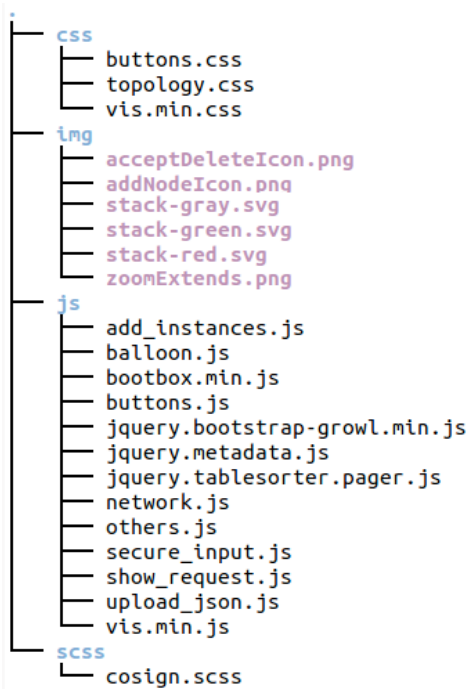 .
css
buttons.css
topology.css
vis.min.css
img
acceptDeleteIcon.png
addNodeIcon.png
stack-gray.svg
stack-green.svg
stack-red.svg
zoomExtends.png
js
add_instances.js
balloon.js
bootbox.min.js
buttons.js
jquery.bootstrap-growl.min.js
jquery.metadata.js
jquery.tablesorter.pager.js
network.js
others.js
secure_input.js
show_request.js
upload_json.js
vis.min.js
scss
cosign.scss